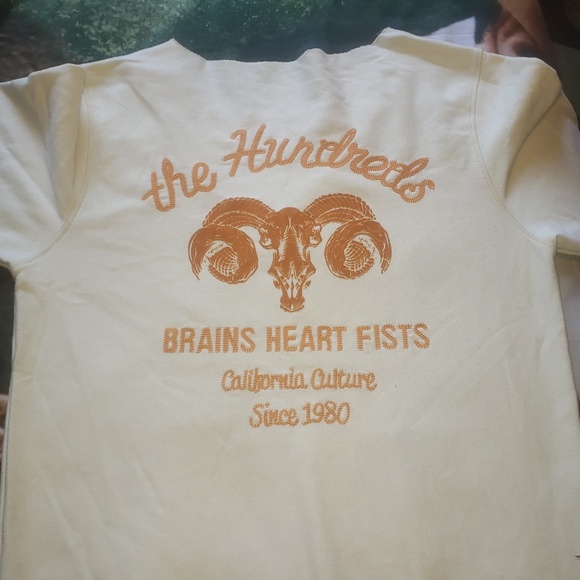 the Hundreds
BRAINS HEART FISTS
California Culture
Since 1980